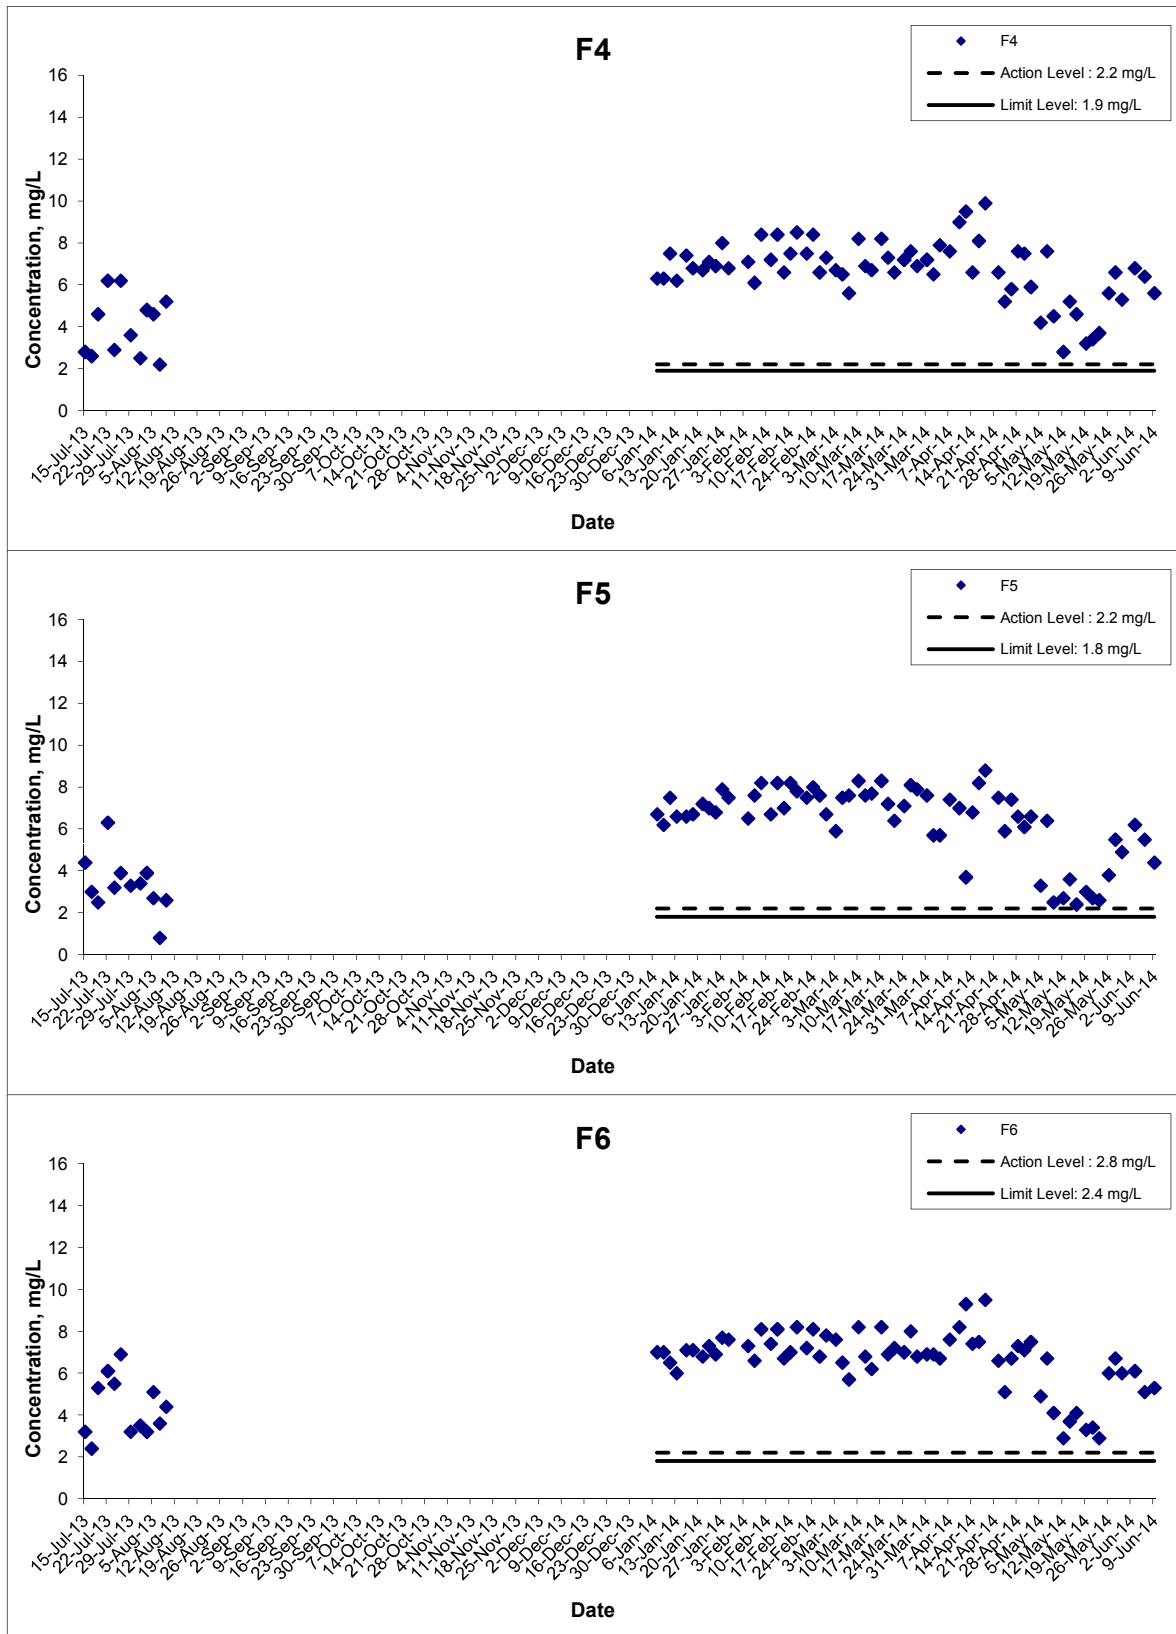 F4
F4
Action Level : 2.2 mg/L
Limit Level: 1.9 mg/L
Concentration, mg/L
16
14
12
10
8
6
4
2
0
15-Jul-13
22-Jul-13
29-Jul-13
5-Aug-13
12-Aug-13
19-Aug-13
26-Aug-13
2-Sep-13
9-Sep-13
16-Sep-13
23-Sep-13
30-Sep-13
7-Oct-13
14-Oct-13
21-Oct-13
28-Oct-13
4-Nov-13
11-Nov-13
18-Nov-13
25-Nov-13
2-Dec-13
9-Dec-13
16-Dec-13
23-Dec-13
30-Dec-13
6-Jan-14
13-Jan-14
20-Jan-14
27-Jan-14
3-Feb-14
10-Feb-14
17-Feb-14
24-Feb-14
3-Mar-14
10-Mar-14
17-Mar-14
24-Mar-14
31-Mar-14
7-Apr-14
14-Apr-14
21-Apr-14
28-Apr-14
5-May-14
12-May-14
19-May-14
26-May-14
2-Jun-14
9-Jun-14
Date
F5
F5
Action Level : 2.2 mg/L
Limit Level: 1.8 mg/L
Concentration, mg/L
16
14
12
10
8
6
4
2
0
15-Jul-13
22-Jul-13
29-Jul-13
5-Aug-13
12-Aug-13
19-Aug-13
26-Aug-13
2-Sep-13
9-Sep-13
16-Sep-13
23-Sep-13
30-Sep-13
7-Oct-13
14-Oct-13
21-Oct-13
28-Oct-13
4-Nov-13
11-Nov-13
18-Nov-13
25-Nov-13
2-Dec-13
9-Dec-13
16-Dec-13
23-Dec-13
30-Dec-13
6-Jan-14
13-Jan-14
20-Jan-14
27-Jan-14
3-Feb-14
10-Feb-14
17-Feb-14
24-Feb-14
3-Mar-14
10-Mar-14
17-Mar-14
24-Mar-14
31-Mar-14
7-Apr-14
14-Apr-14
21-Apr-14
28-Apr-14
5-May-14
12-May-14
19-May-14
26-May-14
2-Jun-14
9-Jun-14
Date
F6
F6
Action Level : 2.8 mg/L
Limit Level: 2.4 mg/L
Concentration, mg/L
16
14
12
10
8
6
4
2
0
15-Jul-13
22-Jul-13
29-Jul-13
5-Aug-13
12-Aug-13
19-Aug-13
26-Aug-13
2-Sep-13
9-Sep-13
16-Sep-13
23-Sep-13
30-Sep-13
7-Oct-13
14-Oct-13
21-Oct-13
28-Oct-13
4-Nov-13
11-Nov-13
18-Nov-13
25-Nov-13
2-Dec-13
9-Dec-13
16-Dec-13
23-Dec-13
30-Dec-13
6-Jan-14
13-Jan-14
20-Jan-14
27-Jan-14
3-Feb-14
10-Feb-14
17-Feb-14
24-Feb-14
3-Mar-14
10-Mar-14
17-Mar-14
24-Mar-14
31-Mar-14
7-Apr-14
14-Apr-14
21-Apr-14
28-Apr-14
5-May-14
12-May-14
19-May-14
26-May-14
2-Jun-14
9-Jun-14
Date